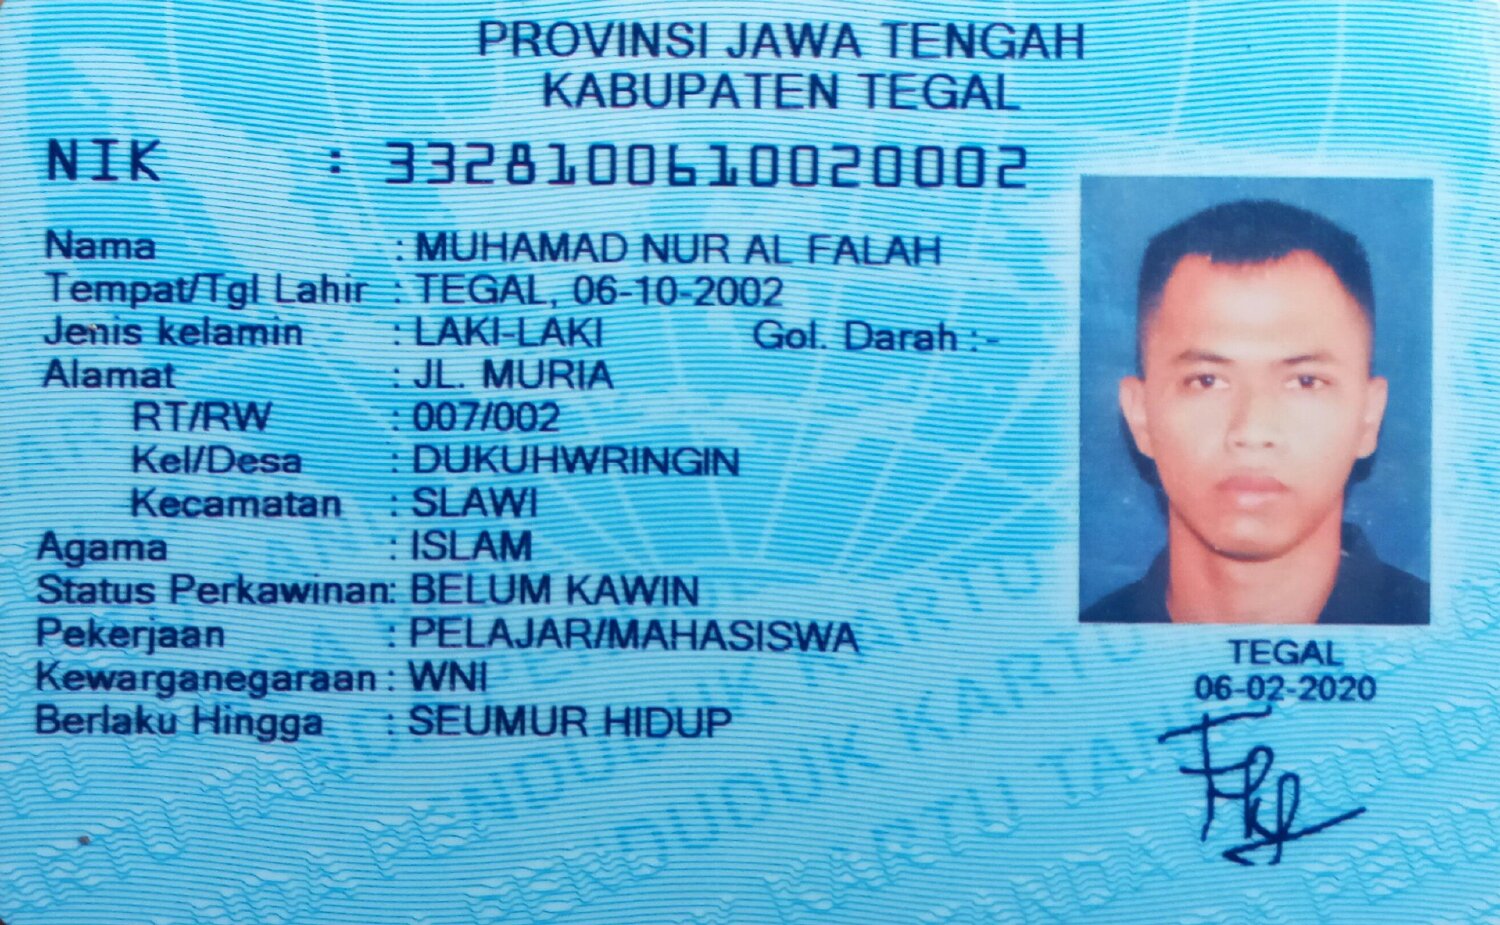 PROVINSI JAWA TENGAH
KABUPATEN TEGAL
NIK : 3328100610020002
Nama : MUHAMAD NUR AL FALAH
Tempat/Tgl Lahir : TEGAL, 06-10-2002
Jenis kelamin : LAKI-LAKI Gol. Darah :-
Alamat : JL. MURIA
RT/RW : 007/002
Kel/Desa : DUKUHWRINGIN
Kecamatan : SLAWI
Agama : ISLAM
Status Perkawinan: BELUM KAWIN
Pekerjaan : PELAJAR/MAHASISWA
Kewarganegaraan : WNI
Berlaku Hingga : SEUMUR HIDUP
TEGAL
06-02-2020